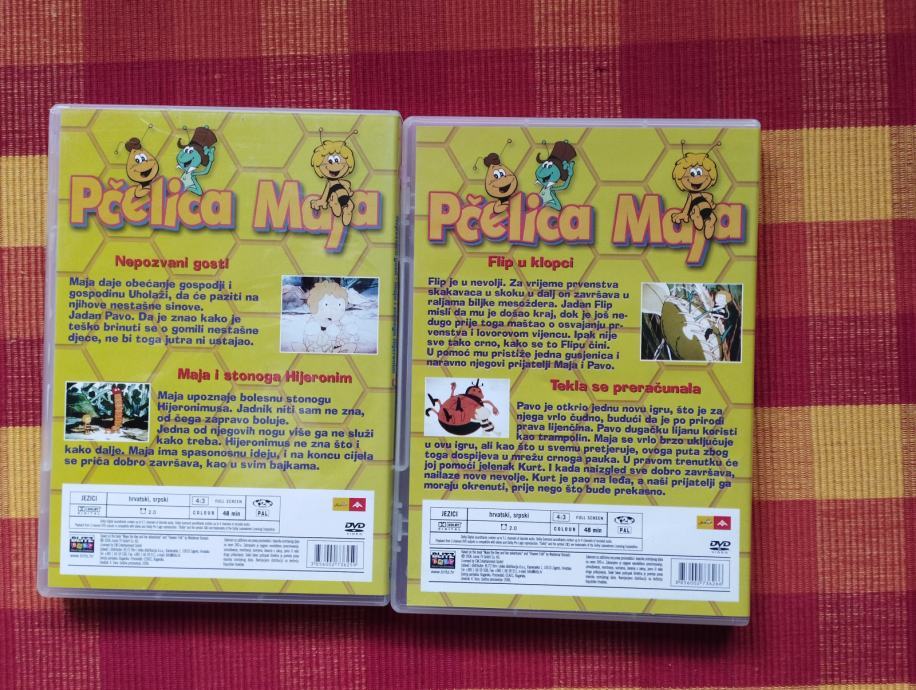 Pčelica Maja
Nepozvani gosti
Maja daje obećanje gospodji i
gospodinu Uholaži, da će paziti na
njihove nestašne sinove.
Jadan Pavo. Da je znao kako je
teško brinuti se o gomili nestašne
djeće, ne bi toga jutra ni ustajao.
Maja i stonoga Hijeronim
Maja upoznaje bolesnu stonogu
Hijeronimusa. Jadnik niti sam ne zna,
od čega zapravo boluje.
Jedna od njegovih nogu više ga ne služi
kako treba. Hijeronimus ne zna što i
kako dalje. Maja ima spasonosnu ideju, i na koncu cijela
se priča dobro završava, kao u svim bajkama.
JEZICI
hrvatski, srpski
4:3
FULL SCREEN
2
DOLBY DIGITAL
2.0
COLOUR
48 min
PAL
DVD
VIDEO
Pčelica Maja
Flip u klopci
Flip je u nevolji. Za vrijeme prvenstva
skakavaca u skoku u dalj on završava u
raljama biljke mesoždera. Jadan Flip
misli da mu je došao kraj, dok je još ne-
dugo prije toga maštao o osvajanju pr-
venstva i lovorovom vijencu. Ipak nije
sve tako crno, kako se to Flipu čini.
U pomoć mu pristiže jedna gusjenica i
naravno njegovi prijatelji Maja i Pavo.
Tekla se preračunala
Pavo je otkrio jednu novu igru, što je za
njega vrlo čudno, budući da je po prirodi
prava lijenčina. Pavo dugačku lijanu koristi
kao trampolin. Maja se vrlo brzo uključuje
u ovu igru, ali kao što u svemu pretjeruje, ovoga puta zbog
toga dospijeva u mrežu crnoga pauka. U pravom trenutku će
joj pomoći jelenak Kurt. I kada naizgled sve dobro završava,
nailaze nove nevolje. Kurt je pao na leđa, a naši prijatelji ga
moraju okrenuti, prije nego što bude prekasno.
JEZICI
hrvatski, srpski
4:3
FULL SCREEN
2
DOLBY DIGITAL
2.0
COLOUR
48 min
PAL
DVD
VIDEO